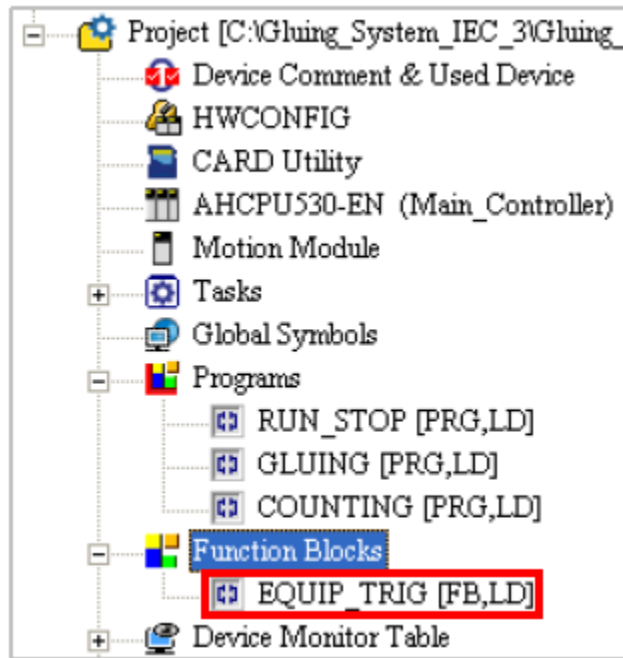 Project [C:\Gluing_System_IEC_3\Gluing_
Device Comment & Used Device
HWCONFIG
CARD Utility
AHCPU530-EN (Main_Controller)
Motion Module
Tasks
Global Symbols
Programs
RUN_STOP [PRG,LD]
GLUING [PRG,LD]
COUNTING [PRG,LD]
Function Blocks
EQUIP_TRIG [FB,LD]
Device Monitor Table